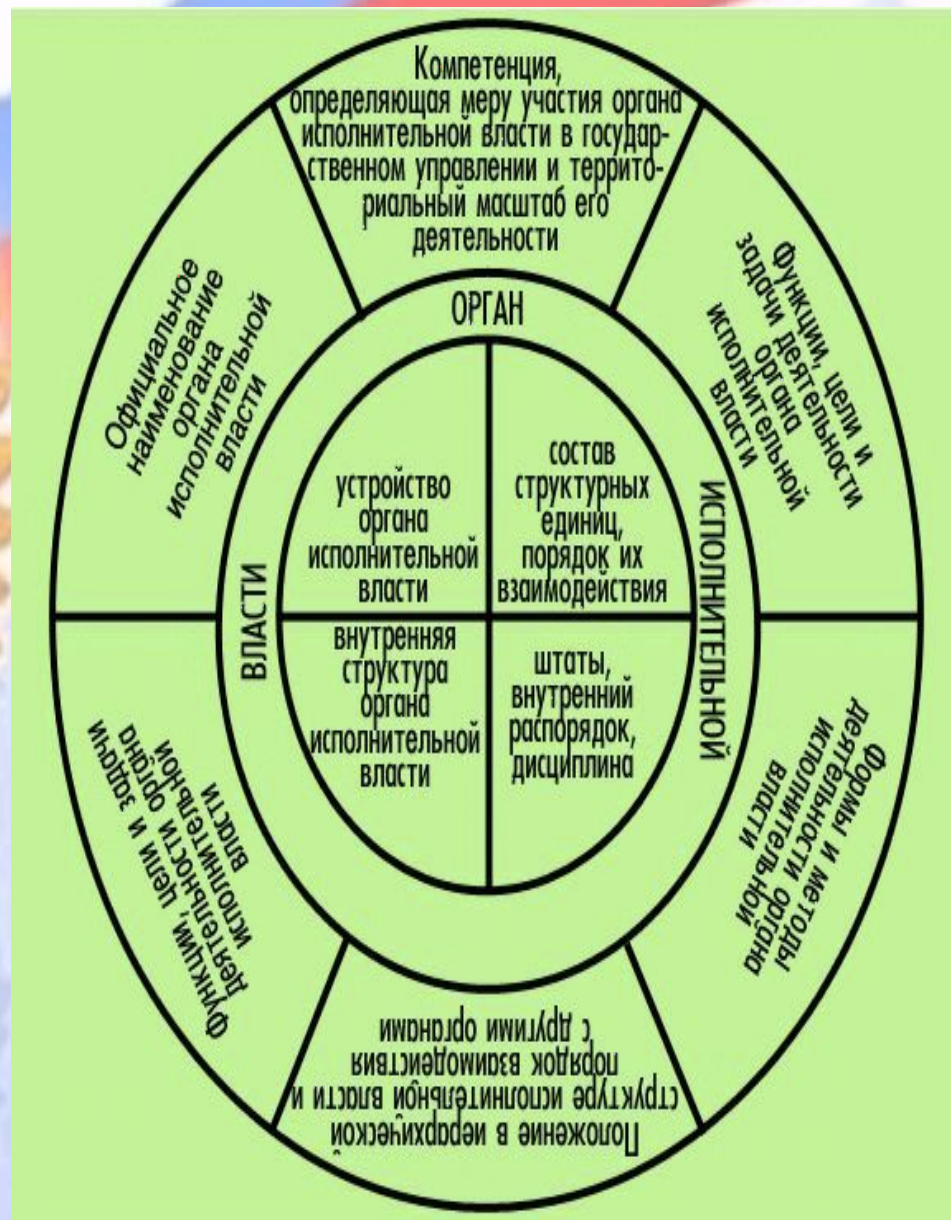 Компетенция,
определяющая меру участия органа
исполнительной власти в государ-
ственном управлении и террито-
риальный масштаб его
деятельности
Функции, цели и
задачи деятельности
органа
исполнительной
власти
Формы и методы
деятельности органа
исполнительной
власти
Положение в иерархической
структуре исполнительной власти и
порядок взаимодействия
с другими органами
Функции, цели и задачи
деятельности органа
исполнительной
власти
Официальное
наименование
органа
исполнительной
власти
ОРГАН
ИСПОЛНИТЕЛЬНОЙ
ВЛАСТИ
устройство
органа
исполнительной
власти
состав
структурных
единиц,
порядок их
взаимодействия
внутренняя
структура
органа
исполнительной
власти
штаты,
внутренний
распорядок,
дисциплина